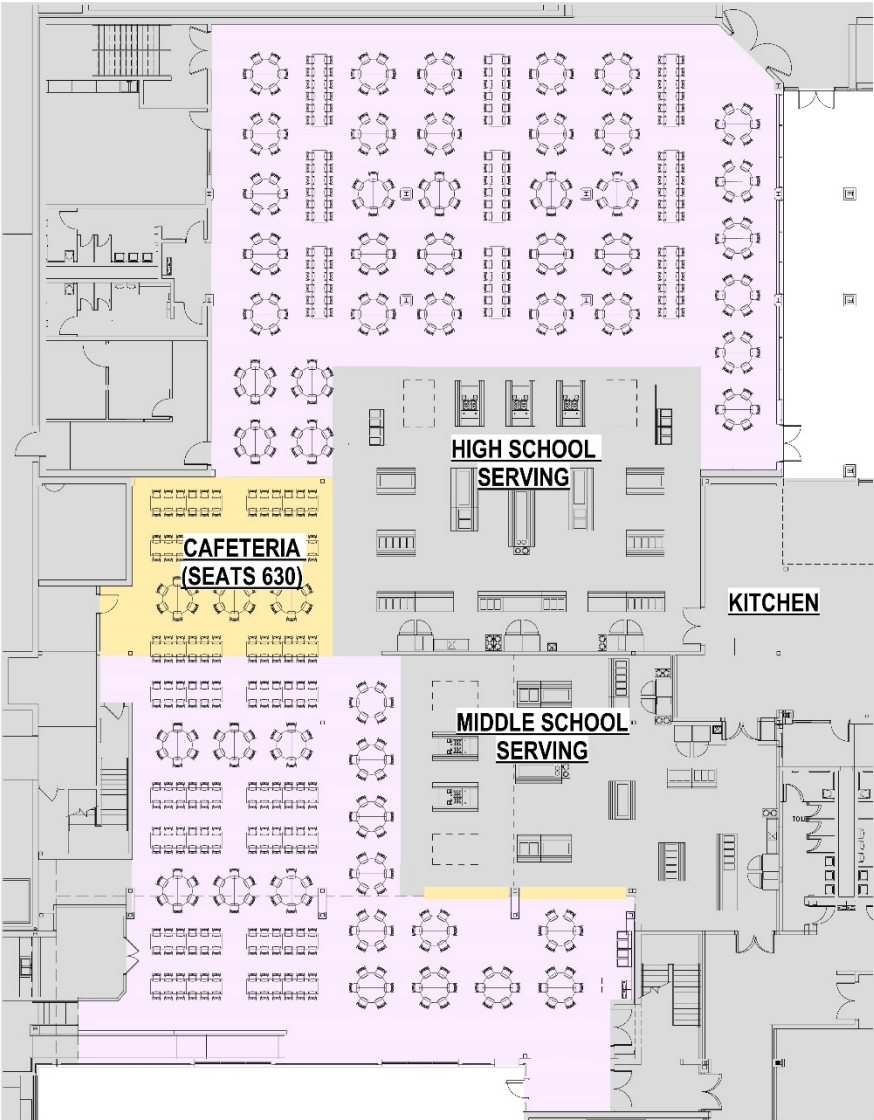 HIGH SCHOOL
SERVING
CAFETERIA
(SEATS 630)
KITCHEN
MIDDLE SCHOOL
SERVING